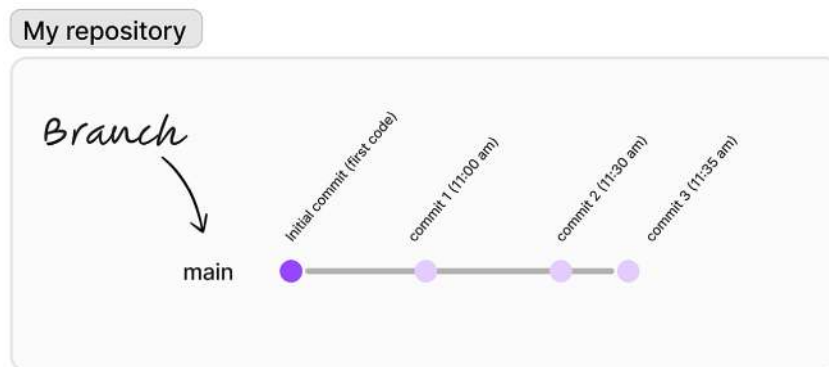 My repository
Branch
Initial commit (first code)
commit 1 (11:00 am)
commit 2 (11:30 am)
commit 3 (11:35 am)
main